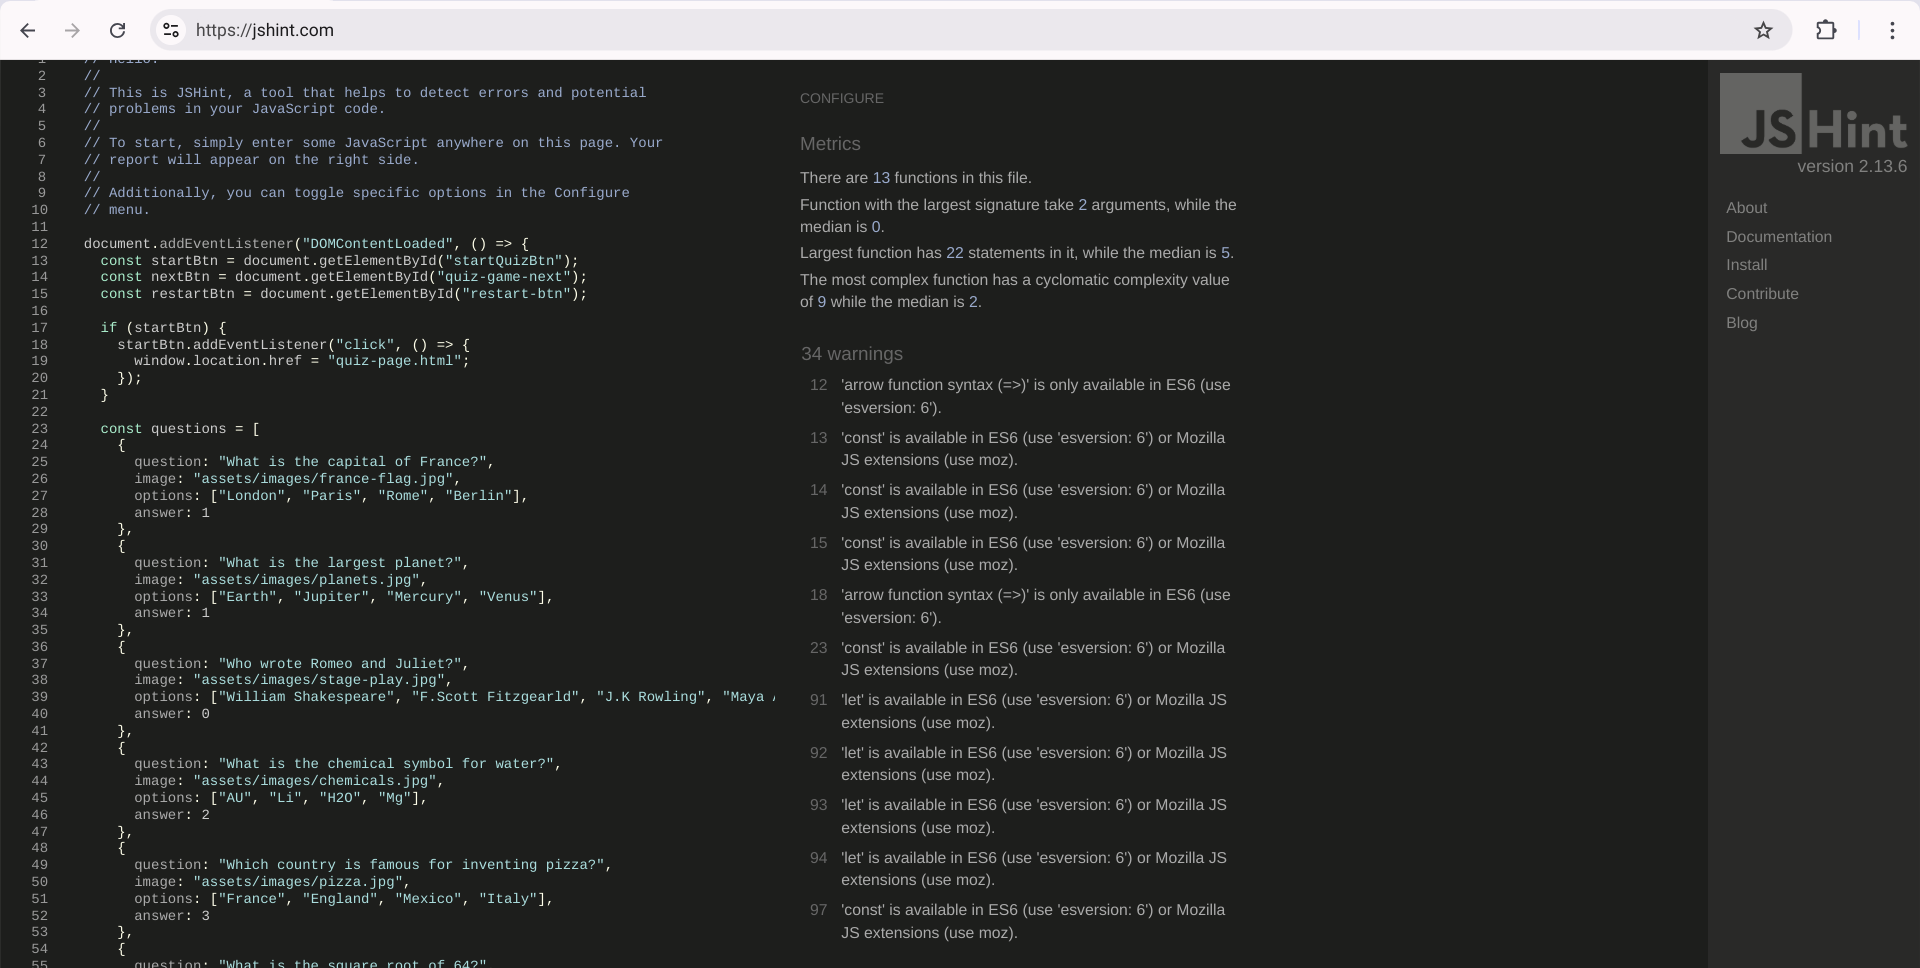 https://jshint.com
1 // Hello.
2 //
3 // This is JSHint, a tool that helps to detect errors and potential
4 // problems in your JavaScript code.
5 //
6 // To start, simply enter some JavaScript anywhere on this page. Your
7 // report will appear on the right side.
8 //
9 // Additionally, you can toggle specific options in the Configure
10 // menu.
11
12 document.addEventListener("DOMContentLoaded", () => {
13 const startBtn = document.getElementById("startQuizBtn");
14 const nextBtn = document.getElementById("quiz-game-next");
15 const restartBtn = document.getElementById("restart-btn");
16
17 if (startBtn) {
18 startBtn.addEventListener("click", () => {
19 window.location.href = "quiz-page.html";
20 });
21 }
22
23 const questions = [
24 {
25 question: "What is the capital of France?",
26 image: "assets/images/france-flag.jpg",
27 options: ["London", "Paris", "Rome", "Berlin"],
28 answer: 1
29 },
30 {
31 question: "What is the largest planet?",
32 image: "assets/images/planets.jpg",
33 options: ["Earth", "Jupiter", "Mercury", "Venus"],
34 answer: 1
35 },
36 {
37 question: "Who wrote Romeo and Juliet?",
38 image: "assets/images/stage-play.jpg",
39 options: ["William Shakespeare", "F.Scott Fitzgearld", "J.K Rowling", "Maya
40 answer: 0
41 },
42 {
43 question: "What is the chemical symbol for water?",
44 image: "assets/images/chemicals.jpg",
45 options: ["AU", "Li", "H2O", "Mg"],
46 answer: 2
47 },
48 {
49 question: "Which country is famous for inventing pizza?",
50 image: "assets/images/pizza.jpg",
51 options: ["France", "England", "Mexico", "Italy"],
52 answer: 3
53 },
54 {
55 question: "What is the square root of 64?"
CONFIGURE
Metrics
There are 13 functions in this file.
Function with the largest signature take 2 arguments, while the
median is 0.
Largest function has 22 statements in it, while the median is 5.
The most complex function has a cyclomatic complexity value
of 9 while the median is 2.
34 warnings
12 'arrow function syntax (=>)' is only available in ES6 (use
'esversion: 6').
13 'const' is available in ES6 (use 'esversion: 6') or Mozilla
JS extensions (use moz).
14 'const' is available in ES6 (use 'esversion: 6') or Mozilla
JS extensions (use moz).
15 'const' is available in ES6 (use 'esversion: 6') or Mozilla
JS extensions (use moz).
18 'arrow function syntax (=>)' is only available in ES6 (use
'esversion: 6').
23 'const' is available in ES6 (use 'esversion: 6') or Mozilla
JS extensions (use moz).
91 'let' is available in ES6 (use 'esversion: 6') or Mozilla JS
extensions (use moz).
92 'let' is available in ES6 (use 'esversion: 6') or Mozilla JS
extensions (use moz).
93 'let' is available in ES6 (use 'esversion: 6') or Mozilla JS
extensions (use moz).
94 'let' is available in ES6 (use 'esversion: 6') or Mozilla JS
extensions (use moz).
97 'const' is available in ES6 (use 'esversion: 6') or Mozilla
JS extensions (use moz).
JSHint
version 2.13.6
About
Documentation
Install
Contribute
Blog